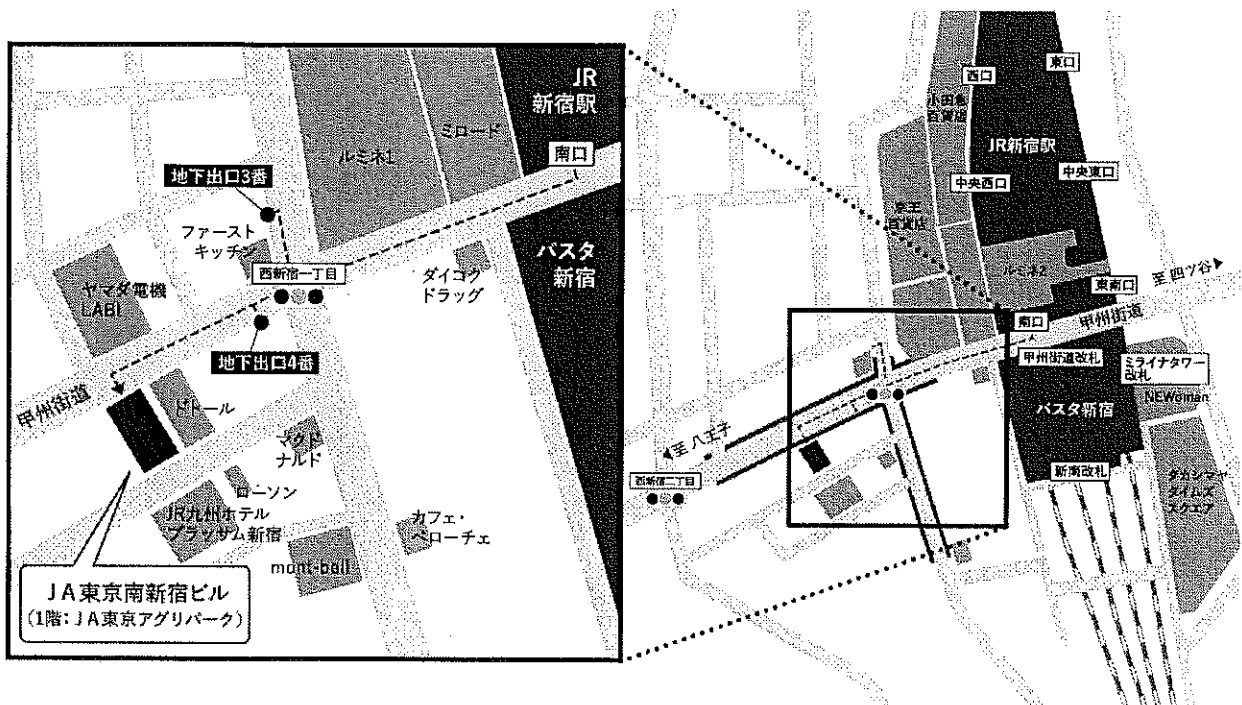 JR
新宿駅
ミロード
ルミネ1
南口
地下出口3番
ファースト
キッチン
西新宿一丁目
バスタ
新宿
ダイコク
ドラッグ
ヤマダ電機
LABI
地下出口4番
甲州街道
ドトール
マクド
ナルド
ローソン
JR九州ホテル
ブラッサム新宿
カフェ・
ベローチェ
mont-bell
JA東京南新宿ビル
(1階:JA東京アグリパーク)
西口
東口
小田急
百貨店
JR新宿駅
中央西口
中央東口
京王
百貨店
ルミネ2
東南口
至 四ツ谷
南口
甲州街道
甲州街道改札
ミライナタワー
改札
バスタ新宿
NEWoman
至 八王子
西新宿二丁目
新南改札
タカシマヤ
タイムズ
スクエア